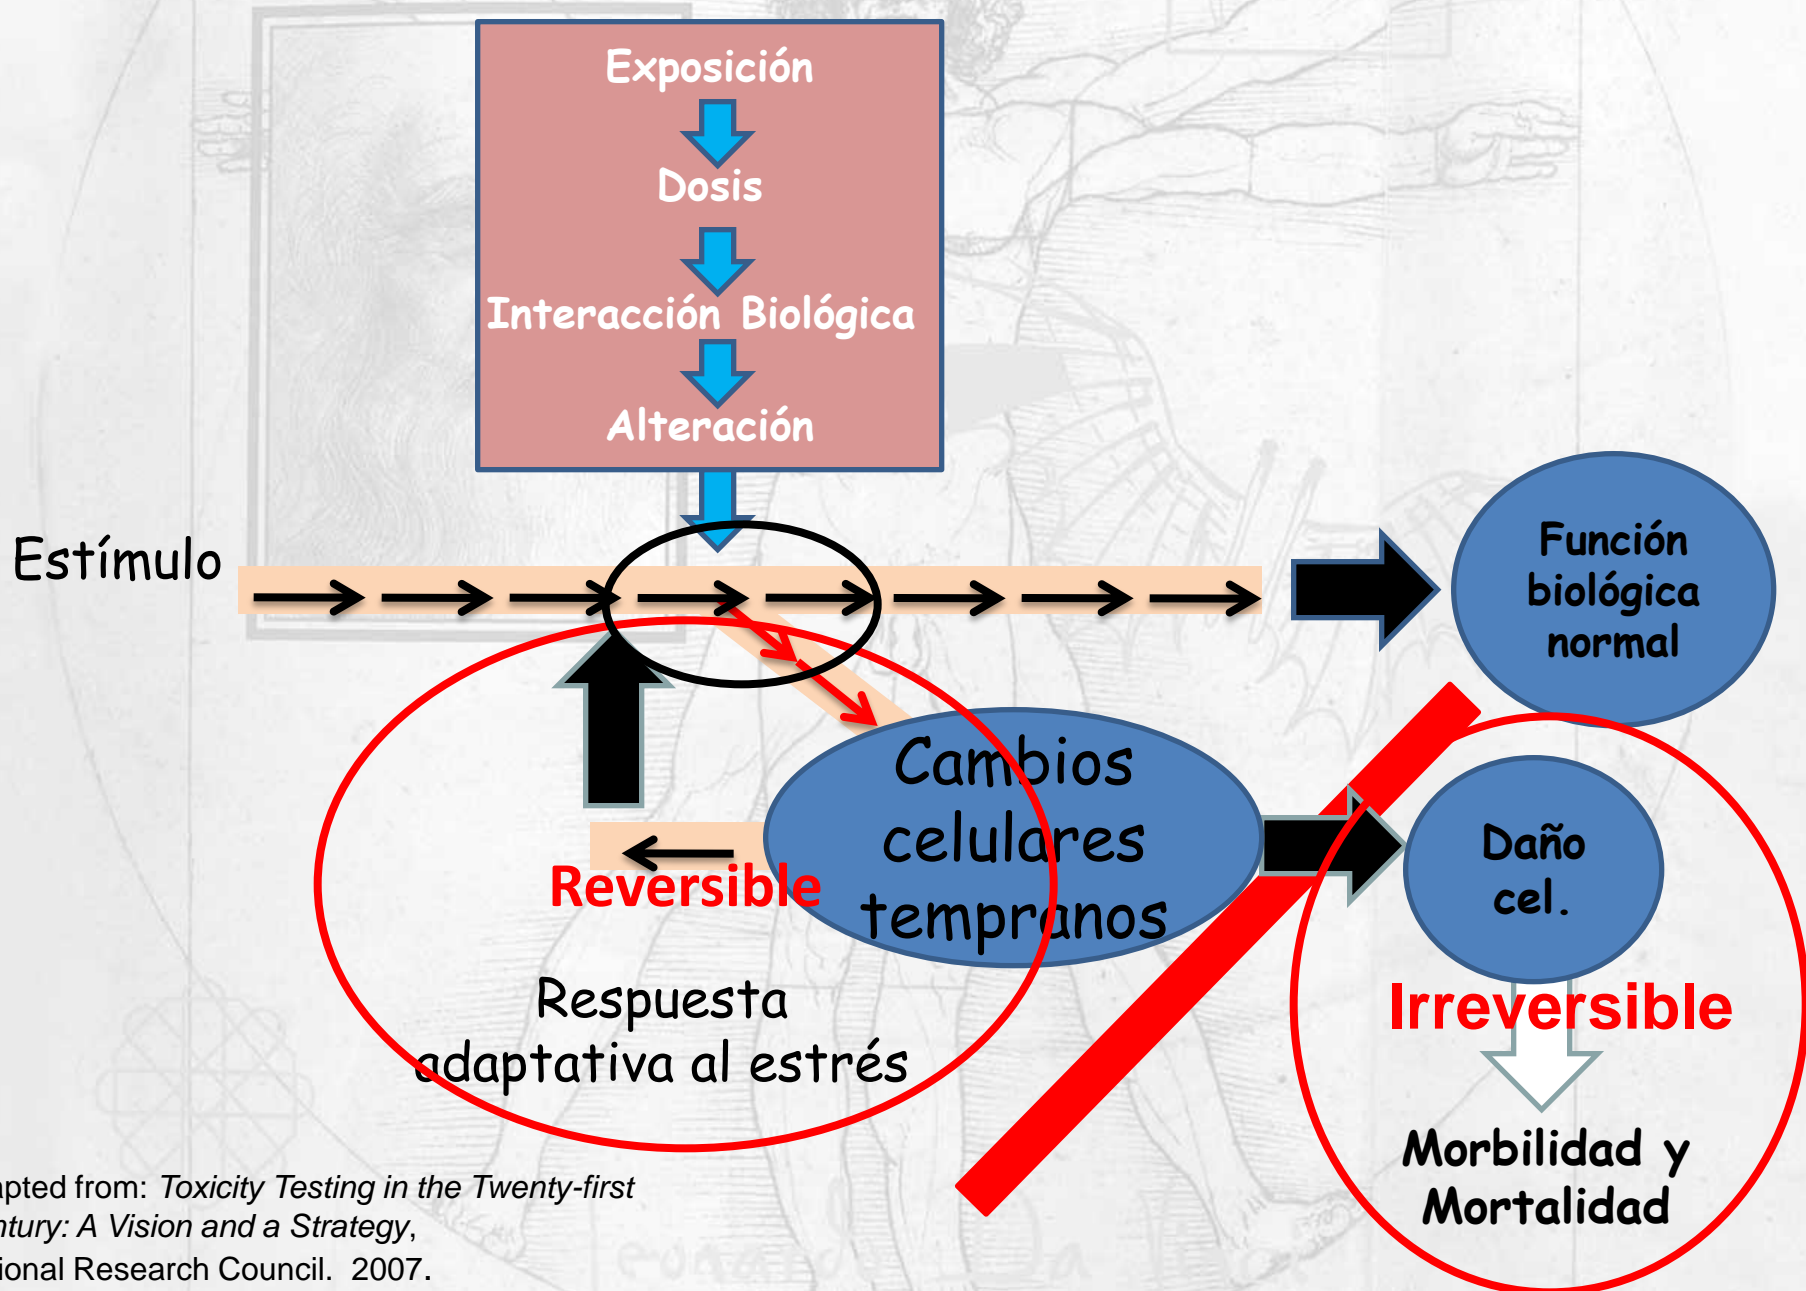 Exposición
Dosis
Interacción Biológica
Alteración
Estímulo
Función
biológica
normal
Cambios
celulares
tempranos
Daño
cel.
Reversible
Irreversible
Respuesta
adaptativa al estrés
Morbilidad y
Mortalidad
apted from: Toxicity Testing in the Twenty-first
ntury: A Vision and a Strategy,
tional Research Council. 2007.